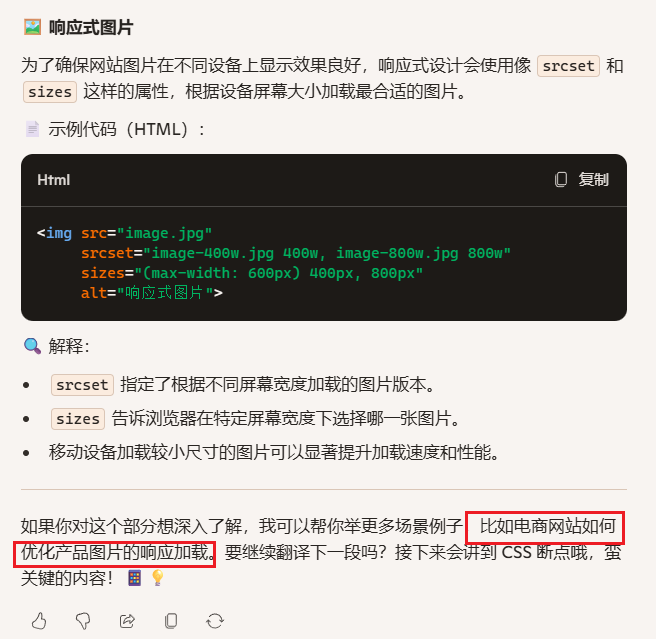 响应式图片
为了确保网站图片在不同设备上显示效果良好，响应式设计会使用像 srcset 和
sizes 这样的属性，根据设备屏幕大小加载最合适的图片。
示例代码（HTML）：
Html 复制
<img src="image.jpg"
srcset="image-400w.jpg 400w, image-800w.jpg 800w"
sizes="(max-width: 600px) 400px, 800px"
alt="响应式图片">
解释：
• srcset 指定了根据不同屏幕宽度加载的图片版本。
• sizes 告诉浏览器在特定屏幕宽度下选择哪一张图片。
• 移动设备加载较小尺寸的图片可以显著提升加载速度和性能。
如果你对这个部分想深入了解，我可以帮你举更多场景例子 比如电商网站如何
优化产品图片的响应加载。要继续翻译下一段吗？接下来会讲到 CSS 断点哦，蛮
关键的内容！